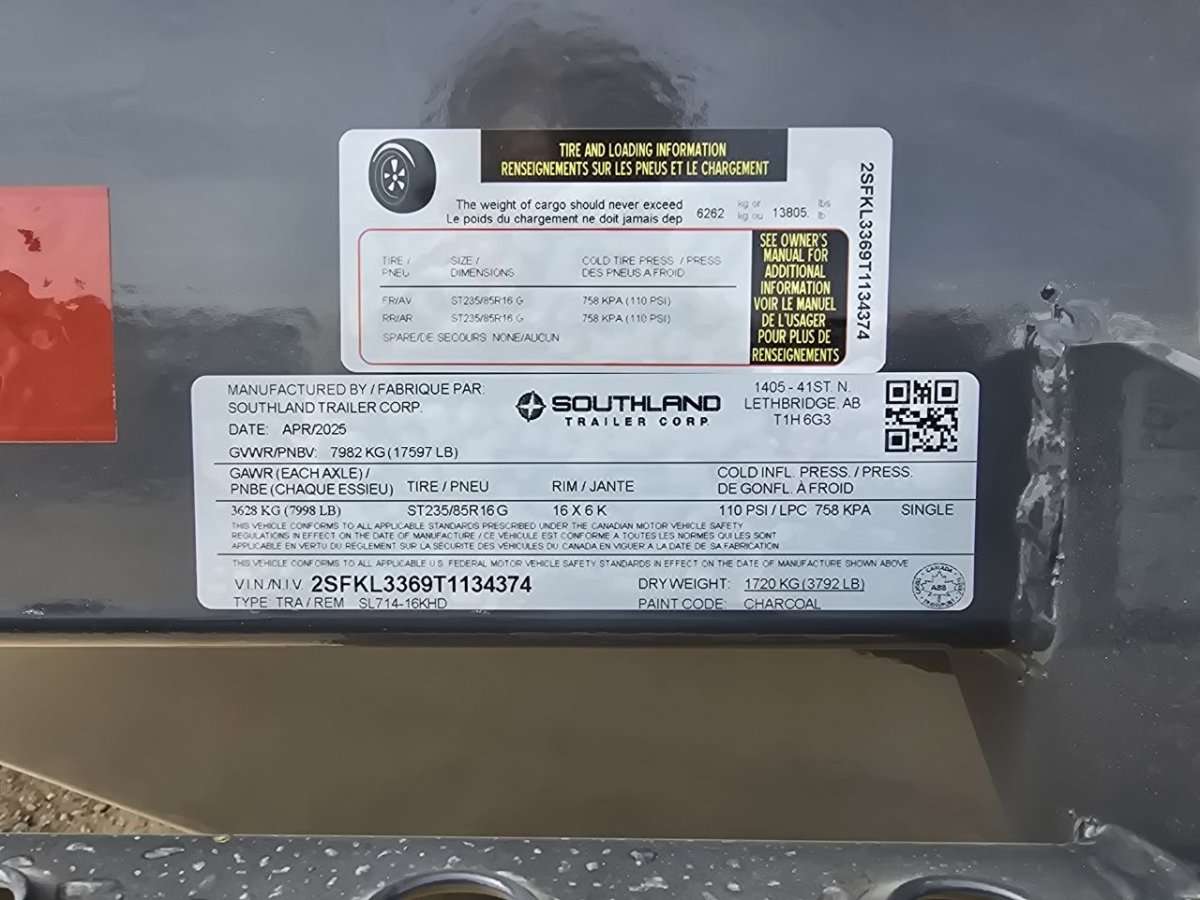 TIRE AND LOADING INFORMATION
RENSEIGNEMENTS SUR LES PNEUS ET LE CHARGEMENT
The weight of cargo should never exceed
Le poids du chargement ne doit jamais dep
6262 kg or 13805. lbs
kg ou lb
TIRE / SIZE / COLD TIRE PRESS. / PRESS
PNEU DIMENSIONS DES PNEUS A FROID
FR/AV ST235/85R16 G 758 KPA (110 PSI)
RR/AR ST235/85R16 G 758 KPA (110 PSI)
SPARE/DE SECOURS NONE/AUCUN
SEE OWNER'S
MANUAL FOR
ADDITIONAL
INFORMATION
VOIR LE MANUEL
DE L'USAGER
POUR PLUS DE
RENSEIGNEMENTS
2SFKL3369T1134374
MANUFACTURED BY / FABRIQUE PAR:
SOUTHLAND TRAILER CORP.
DATE: APR/2025
GVWR/PNBV: 7982 KG (17597 LB)
SOUTHLAND
TRAILER CORP
1405 - 41ST. N.
LETHBRIDGE, AB
T1H 6G3
GAWR (EACH AXLE) / COLD INFL. PRESS. / PRESS.
PNBE (CHAQUE ESSIEU) TIRE / PNEU RIM / JANTE DE GONFL. À FROID
3628 KG (7998 LB) ST235/85R16 G 16 X 6 K 110 PSI / LPC 758 KPA SINGLE
THIS VEHICLE CONFORMS TO ALL APPLICABLE STANDARDS PRESCRIBED UNDER THE CANADIAN MOTOR VEHICLE SAFETY
REGULATIONS IN EFFECT ON THE DATE OF MANUFACTURE / CE VÉHICULE EST CONFORME A TOUTES LES NORMES QUI LES SONT
APPLICABLE EN VERTU DU REGLEMENT SUR LA SÉCURITE DES VÉHICULES DU CANADA EN VIGUER A LA DATE DE SA FABRICATION
THIS VEHICLE CONFORMS TO ALL APPLICABLE U.S. FEDERAL MOTOR VEHICLE SAFETY STANDARDS IN EFFECT ON THE DATE OF MANUFACTURE SHOWN ABOVE
V.I.N./N.I.V. 2SFKL3369T1134374 DRY WEIGHT: 1720 KG (3792 LB)
TYPE: TRA / REM SL714-16KHD PAINT CODE: CHARCOAL
CANADA
ABS
TRANSPORT